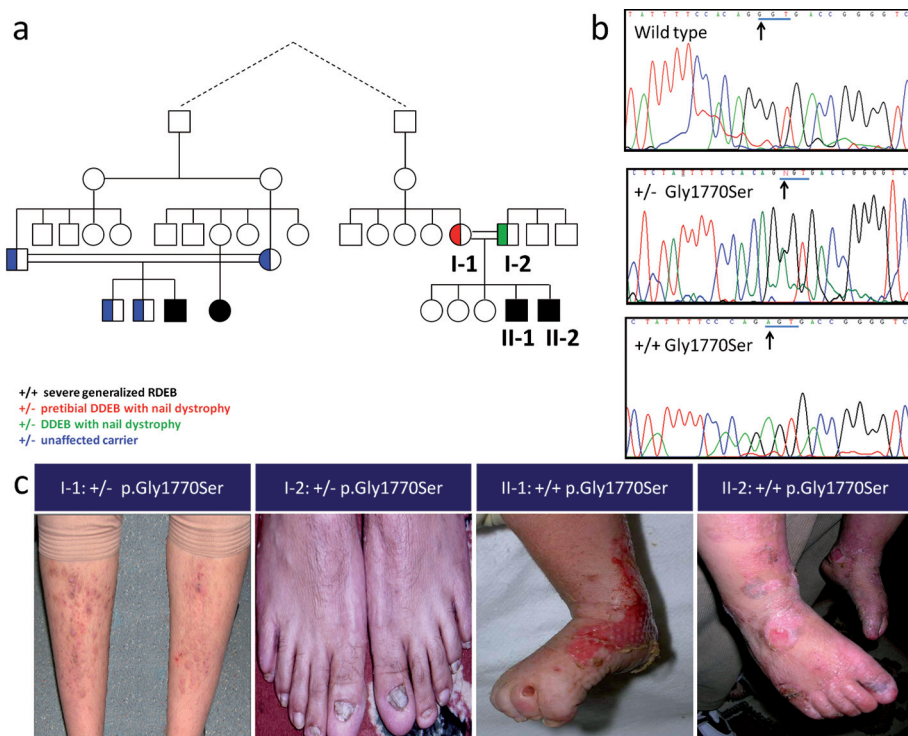 a
I-1
I-2
II-1
II-2
+/+ severe generalized RDEB
+/- pretibial DDEB with nail dystrophy
+/- DDEB with nail dystrophy
+/- unaffected carrier
b
T A T T T T C C A C A G G G T G A C C G G G G T C
Wild type
C T C T A T T T T C C A C A G N G T G A C C G G G G T C
+/- Gly1770Ser
C T A T T T T C C C A G A G T G A C C G G G G T C
+/+ Gly1770Ser
c
I-1: +/- p.Gly1770Ser
I-2: +/- p.Gly1770Ser
II-1: +/+ p.Gly1770Ser
II-2: +/+ p.Gly1770Ser